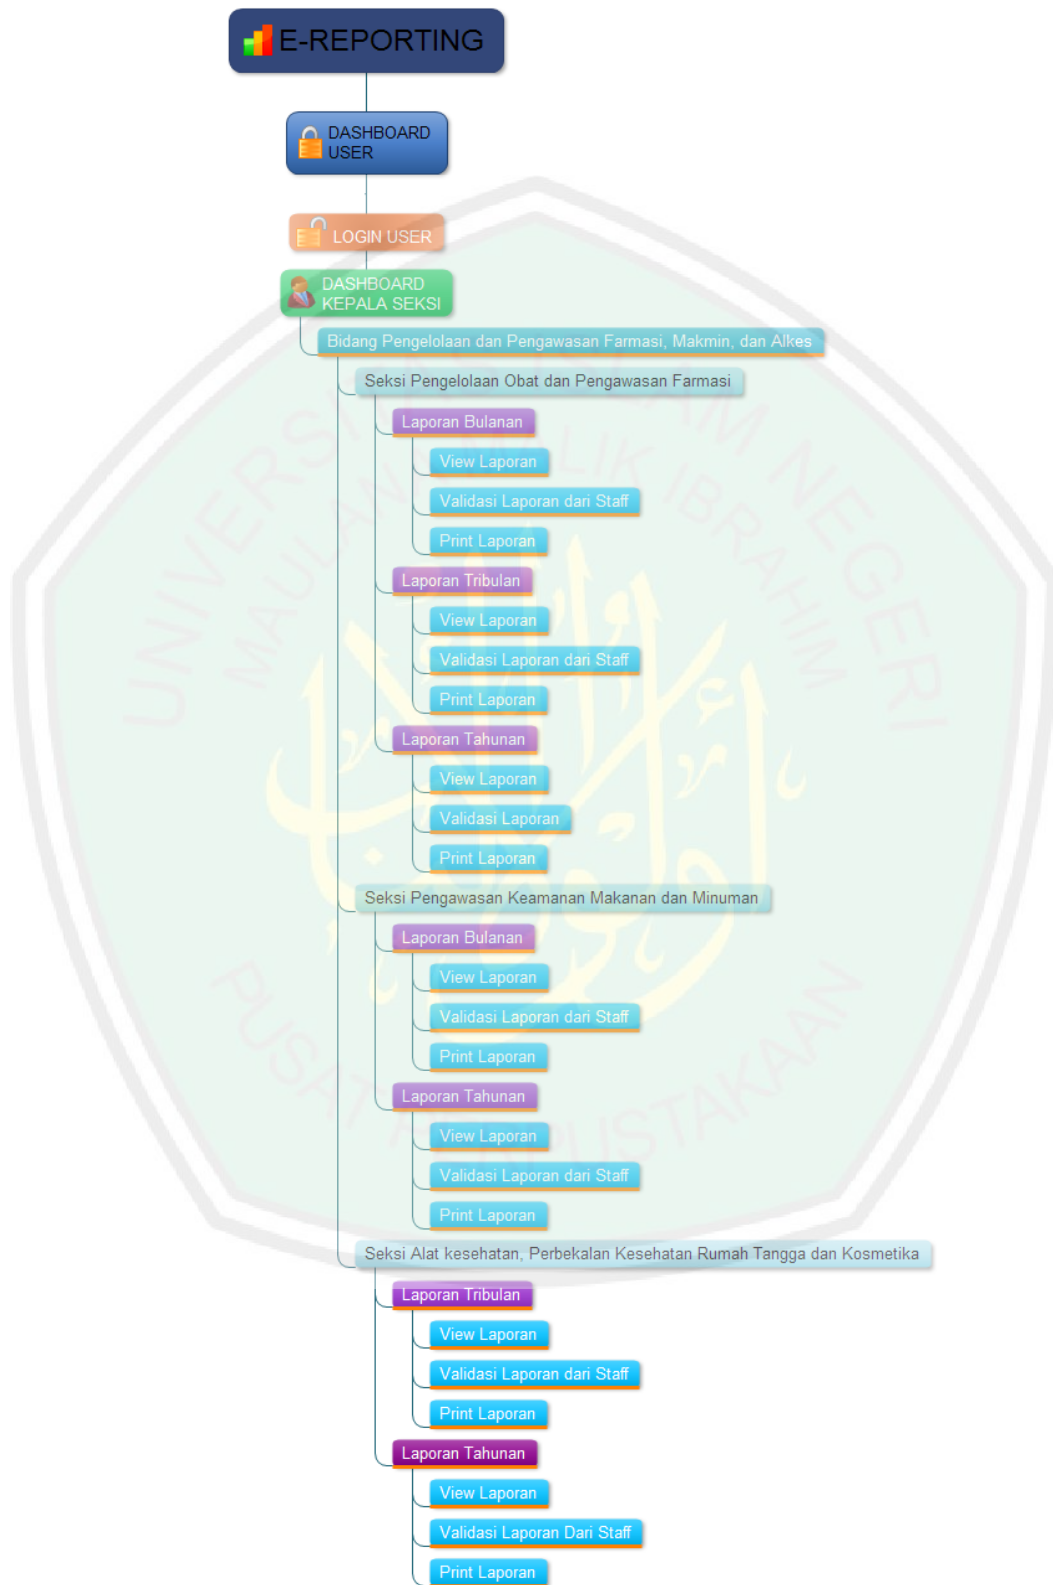 E-REPORTING
DASHBOARD
USER
LOGIN USER
DASHBOARD
KEPALA SEKSI
Bidang Pengelolaan dan Pengawasan Farmasi, Makmin, dan Alkes
Seksi Pengelolaan Obat dan Pengawasan Farmasi
Laporan Bulanan
View Laporan
Validasi Laporan dari Staff
Print Laporan
Laporan Tribulan
View Laporan
Validasi Laporan dari Staff
Print Laporan
Laporan Tahunan
View Laporan
Validasi Laporan
Print Laporan
Seksi Pengawasan Keamanan Makanan dan Minuman
Laporan Bulanan
View Laporan
Validasi Laporan dari Staff
Print Laporan
Laporan Tahunan
View Laporan
Validasi Laporan dari Staff
Print Laporan
Seksi Alat kesehatan, Perbekalan Kesehatan Rumah Tangga dan Kosmetika
Laporan Tribulan
View Laporan
Validasi Laporan dari Staff
Print Laporan
Laporan Tahunan
View Laporan
Validasi Laporan Dari Staff
Print Laporan
NEGERI
IBRAHIM
PUSAT